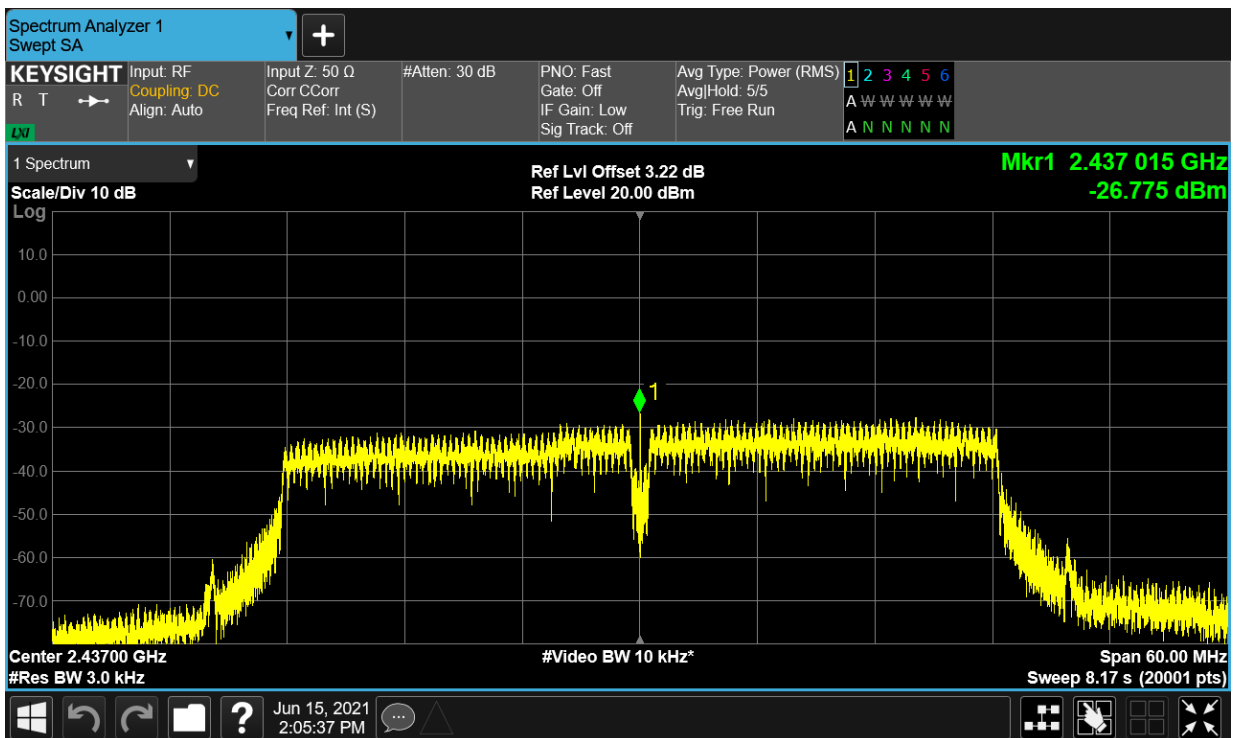 Spectrum Analyzer 1
Swept SA
+
KEYSIGHT
R T
LXI
Input: RF
Coupling: DC
Align: Auto
Input Z: 50 Ω
Corr CCorr
Freq Ref: Int (S)
#Atten: 30 dB
PNO: Fast
Gate: Off
IF Gain: Low
Sig Track: Off
Avg Type: Power (RMS)
Avg|Hold: 5/5
Trig: Free Run
1 2 3 4 5 6
A W W W W W
A N N N N N
1 Spectrum
Scale/Div 10 dB
Log
Ref Lvl Offset 3.22 dB
Ref Level 20.00 dBm
Mkr1 2.437 015 GHz
-26.775 dBm
10.0
0.00
-10.0
-20.0
-30.0
-40.0
-50.0
-60.0
-70.0
1
Center 2.43700 GHz
#Res BW 3.0 kHz
#Video BW 10 kHz*
Span 60.00 MHz
Sweep 8.17 s (20001 pts)
?
Jun 15, 2021
2:05:37 PM